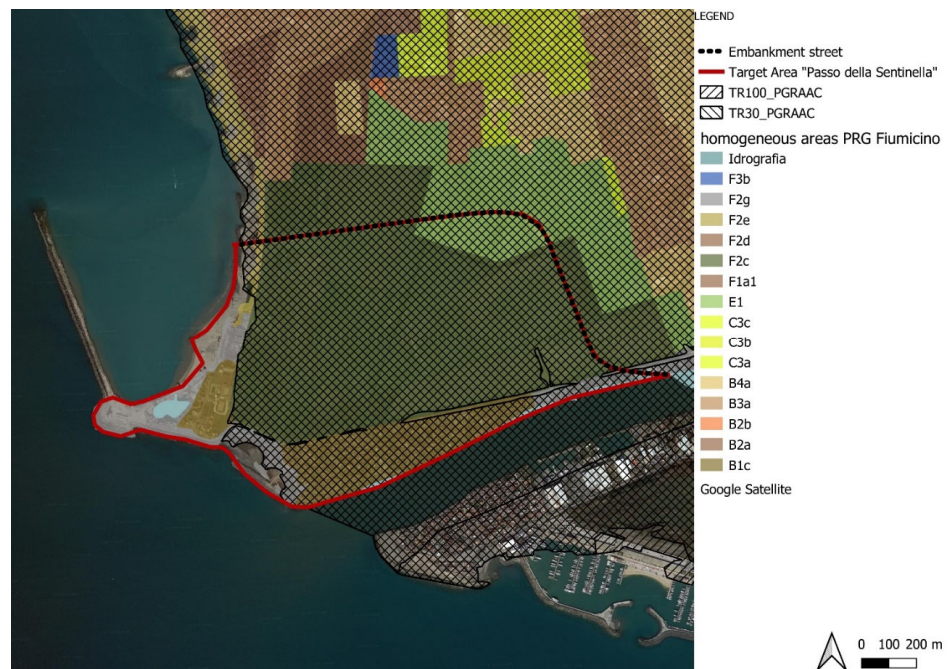 LEGEND
Embankment street
Target Area "Passo della Sentinella"
TR100_PGRAAC
TR30_PGRAAC
homogeneous areas PRG Fiumicino
Idrografia
F3b
F2g
F2e
F2d
F2c
F1a1
E1
C3c
C3b
C3a
B4a
B3a
B2b
B2a
B1c
Google Satellite
0 100 200 m